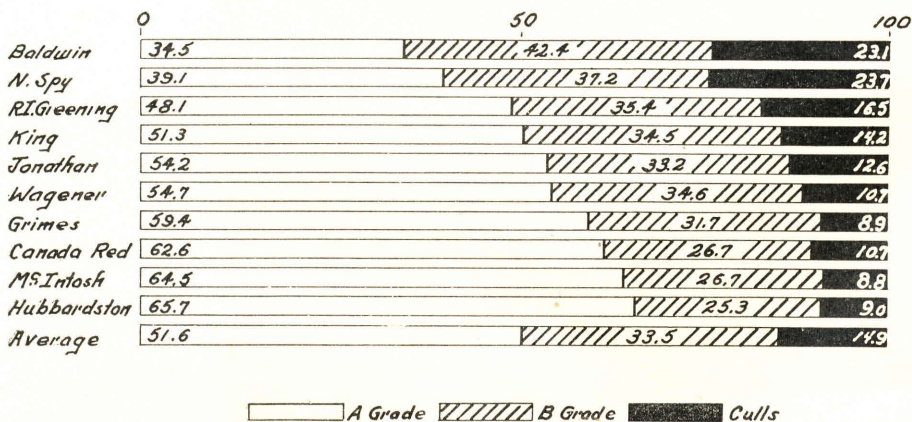 0 50 100
Baldwin 34.5 42.4 23.1
N. Spy 39.1 37.2 23.7
R.I. Greening 48.1 35.4 16.5
King 51.3 34.5 14.2
Jonathan 54.2 33.2 12.6
Wagener 54.7 34.6 10.7
Grimes 59.4 31.7 8.9
Canada Red 62.6 26.7 10.7
McIntosh 64.5 26.7 8.8
Hubbardston 65.7 25.3 9.0
Average 51.6 33.5 14.9
A Grade B Grade Culls